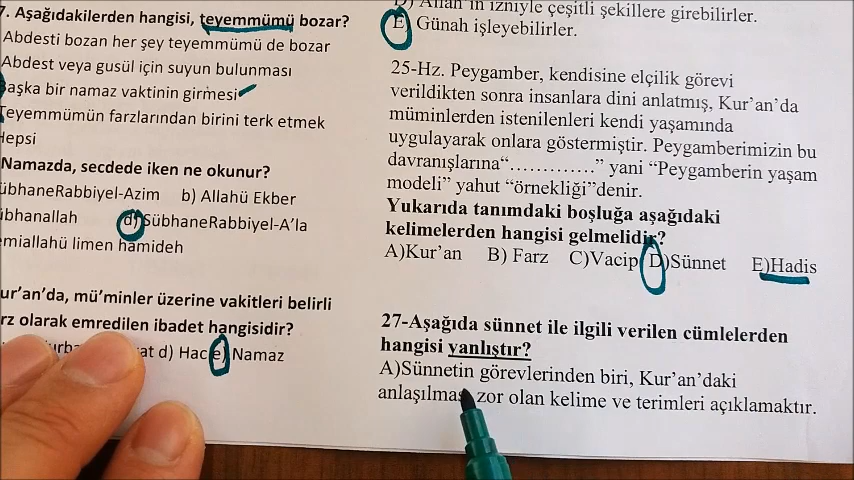 7. Aşağıdakilerden hangisi, teyemmümü bozar?
Abdesti bozan her şey teyemmümü de bozar
Abdest veya gusül için suyun bulunması
Başka bir namaz vaktinin girmesi
Teyemmümün farzlarından birini terk etmek
Hepsi
Namazda, secdede iken ne okunur?
übhaneRabbiyel-Azim b) Allahü Ekber
übhanallah d) SübhaneRabbiyel-A’la
emiallahü limen hamideh
ur’an’da, mü’minler üzerine vakitleri belirli
rz olarak emredilen ibadet hangisidir?
d) Hac e) Namaz
D) Allah’ın izniyle çeşitli şekillere girebilirler.
E) Günah işleyebilirler.
25-Hz. Peygamber, kendisine elçilik görevi
verildikten sonra insanlara dini anlatmış, Kur’an’da
müminlerden istenilenleri kendi yaşamında
uygulayarak onlara göstermiştir. Peygamberimizin bu
davranışlarına“………….” yani “Peygamberin yaşam
modeli” yahut “örnekliği”denir.
Yukarıda tanımdaki boşluğa aşağıdaki
kelimelerden hangisi gelmelidir?
A)Kur’an B) Farz C)Vacip D)Sünnet E)Hadis
27-Aşağıda sünnet ile ilgili verilen cümlelerden
hangisi yanlıştır?
A)Sünnetin görevlerinden biri, Kur’an’daki
anlaşılması zor olan kelime ve terimleri açıklamaktır.